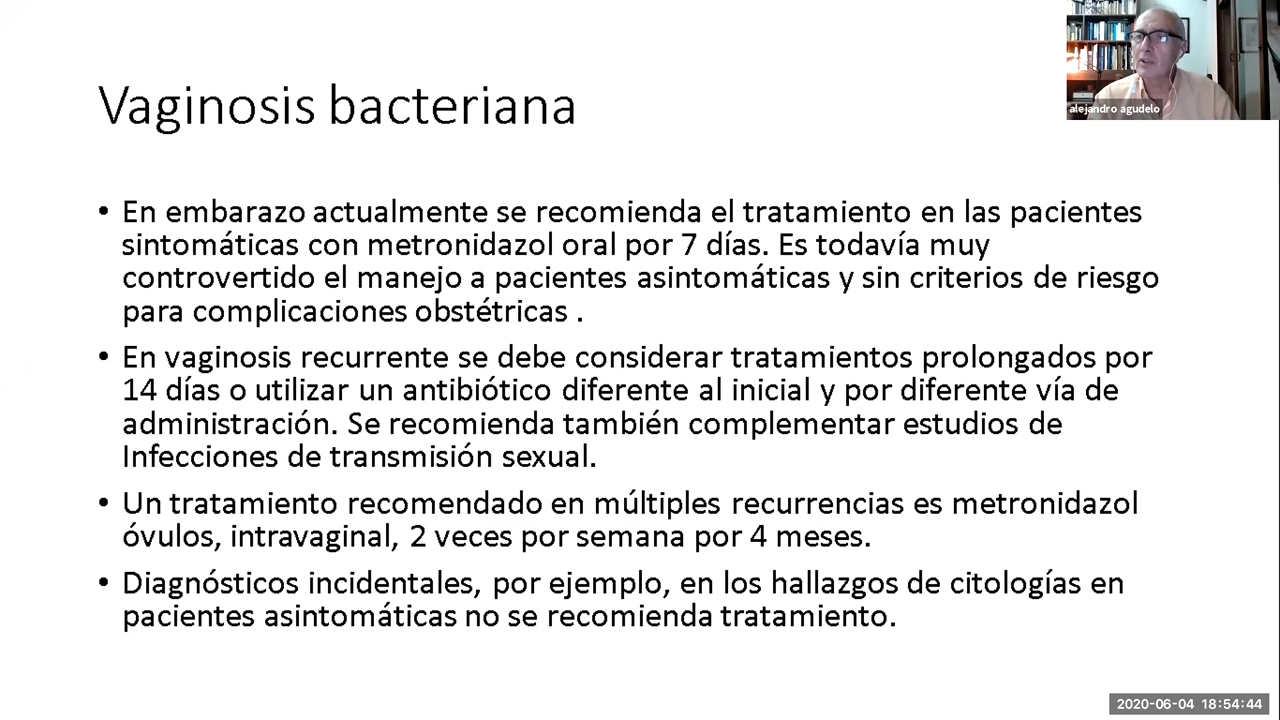 Vaginosis bacteriana
alejandro agudelo
• En embarazo actualmente se recomienda el tratamiento en las pacientes
sintomáticas con metronidazol oral por 7 días. Es todavía muy
controvertido el manejo a pacientes asintomáticas y sin criterios de riesgo
para complicaciones obstétricas .
• En vaginosis recurrente se debe considerar tratamientos prolongados por
14 días o utilizar un antibiótico diferente al inicial y por diferente vía de
administración. Se recomienda también complementar estudios de
Infecciones de transmisión sexual.
• Un tratamiento recomendado en múltiples recurrencias es metronidazol
óvulos, intravaginal, 2 veces por semana por 4 meses.
• Diagnósticos incidentales, por ejemplo, en los hallazgos de citologías en
pacientes asintomáticas no se recomienda tratamiento.
2020-06-04 18:54:44